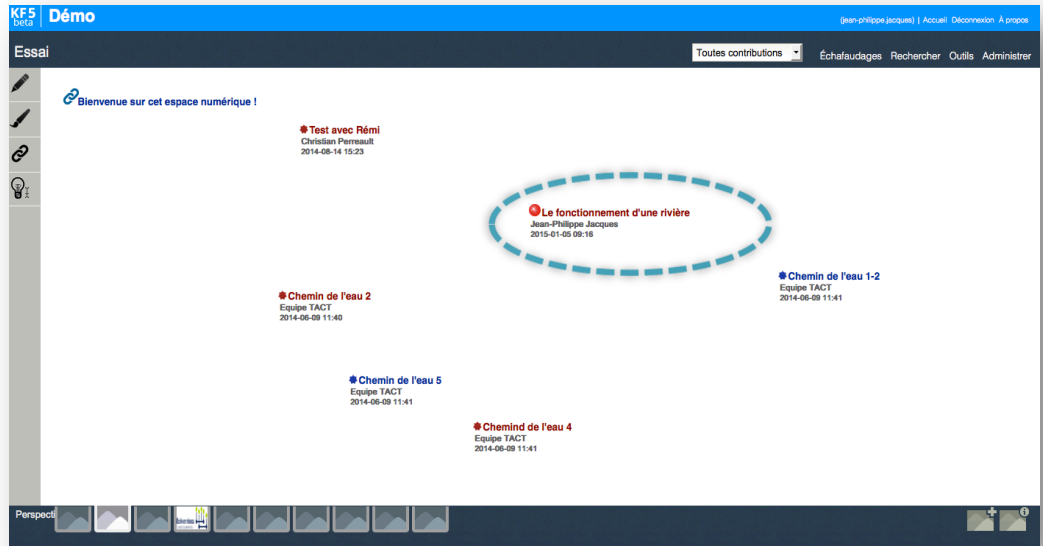 KF5 beta Démo
(jean-philippe.jacques) | Accueil Déconnexion À propos
Essai
Toutes contributions
Échafaudages Rechercher Outils Administrer
Bienvenue sur cet espace numérique !
Test avec Rémi
Christian Perreault
2014-08-14 15:23
Le fonctionnement d'une rivière
Jean-Philippe Jacques
2015-01-05 09:16
Chemin de l'eau 1-2
Equipe TACT
2014-06-09 11:41
Chemin de l'eau 2
Equipe TACT
2014-06-09 11:40
Chemin de l'eau 5
Equipe TACT
2014-06-09 11:41
Chemind de l'eau 4
Equipe TACT
2014-06-09 11:41
Perspecti